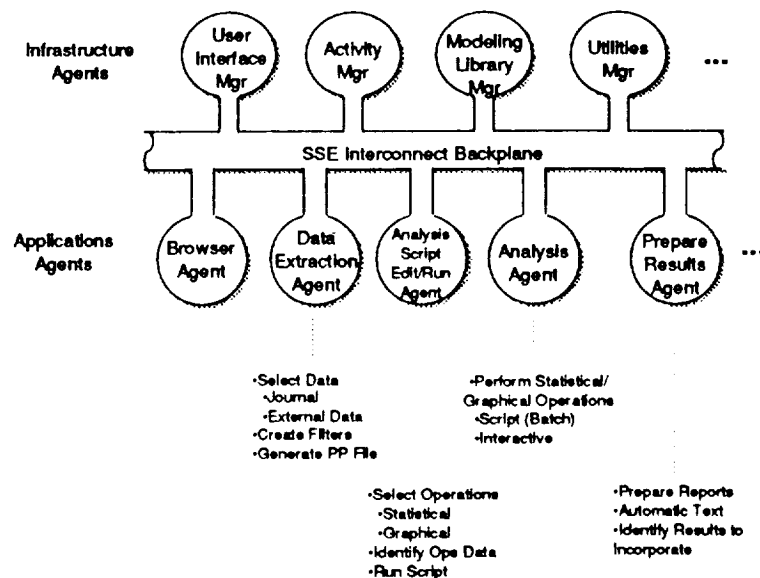 Infrastructure
Agents
User
Interface
Mgr
Activity
Mgr
Modeling
Library
Mgr
Utilities
Mgr
...
SSE Interconnect Backplane
Applications
Agents
Browser
Agent
Data
Extraction
Agent
Analysis
Script
Edit/Run
Agent
Analysis
Agent
Prepare
Results
Agent
...
•Select Data
•Journal
•External Data
•Create Filters
•Generate PP File
•Perform Statistical/
Graphical Operations
•Script (Batch)
•Interactive
•Select Operations
•Statistical
•Graphical
•Identify Ops Data
•Run Script
•Prepare Reports
•Automatic Text
•Identify Results to
Incorporate